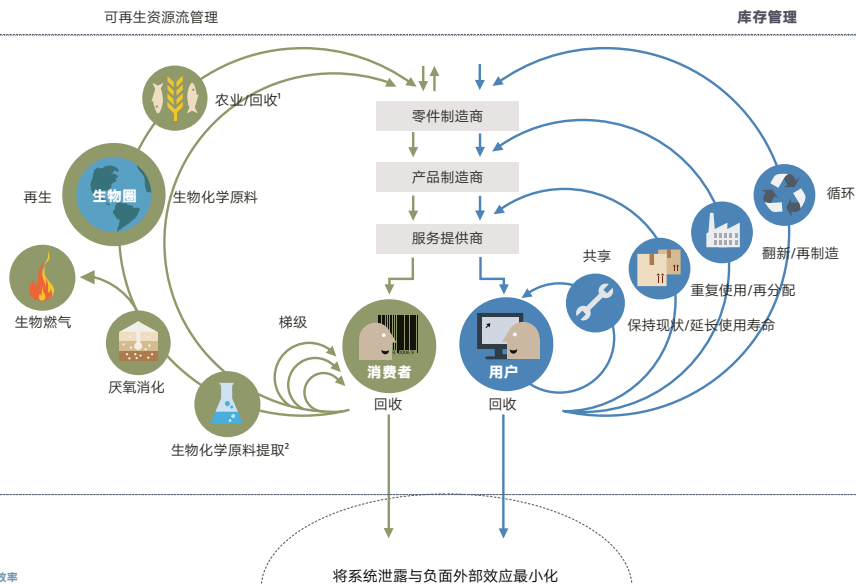 可再生资源流管理
库存管理
农业/回收¹
零件制造商
生物圈
再生
生物化学原料
产品制造商
循环
服务提供商
翻新/再制造
共享
重复使用/再分配
生物燃气
梯级
保持现状/延长使用寿命
消费者
用户
厌氧消化
回收
回收
生物化学原料提取²
将系统泄露与负面外部效应最小化
效率